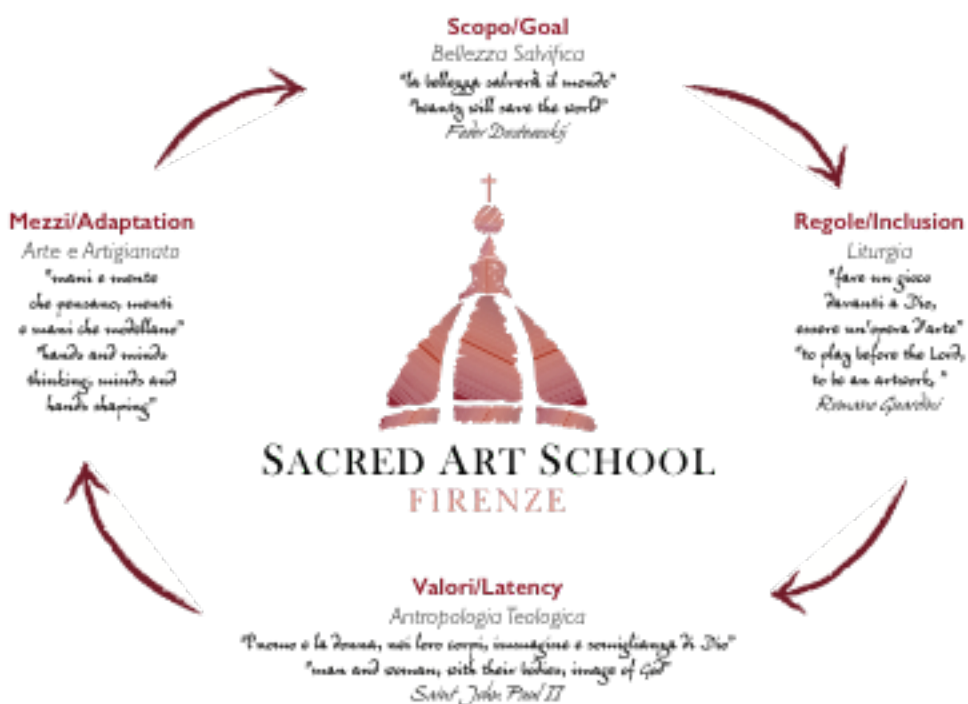 Scopo/Goal
Bellezza Salvifica
"la bellezza salverà il mondo"
"beauty will save the world"
Fedor Dostoevskij
Mezzi/Adaptation
Arte e Artigianato
"mani e mente
che pensano, menti
e mani che modellano"
"hands and minds
thinking, minds and
hands shaping"
Regole/Inclusion
Liturgia
"fare un gioco
davanti a Dio,
essere un'opera d'arte"
"to play before the Lord,
to be an artwork, "
Romano Guardini
SACRED ART SCHOOL
FIRENZE
Valori/Latency
Antropologia Teologica
"l'uomo e la donna, nei loro corpi, immagine e somiglianza di Dio"
"man and woman, with their bodies, image of God"
Saint John Paul II